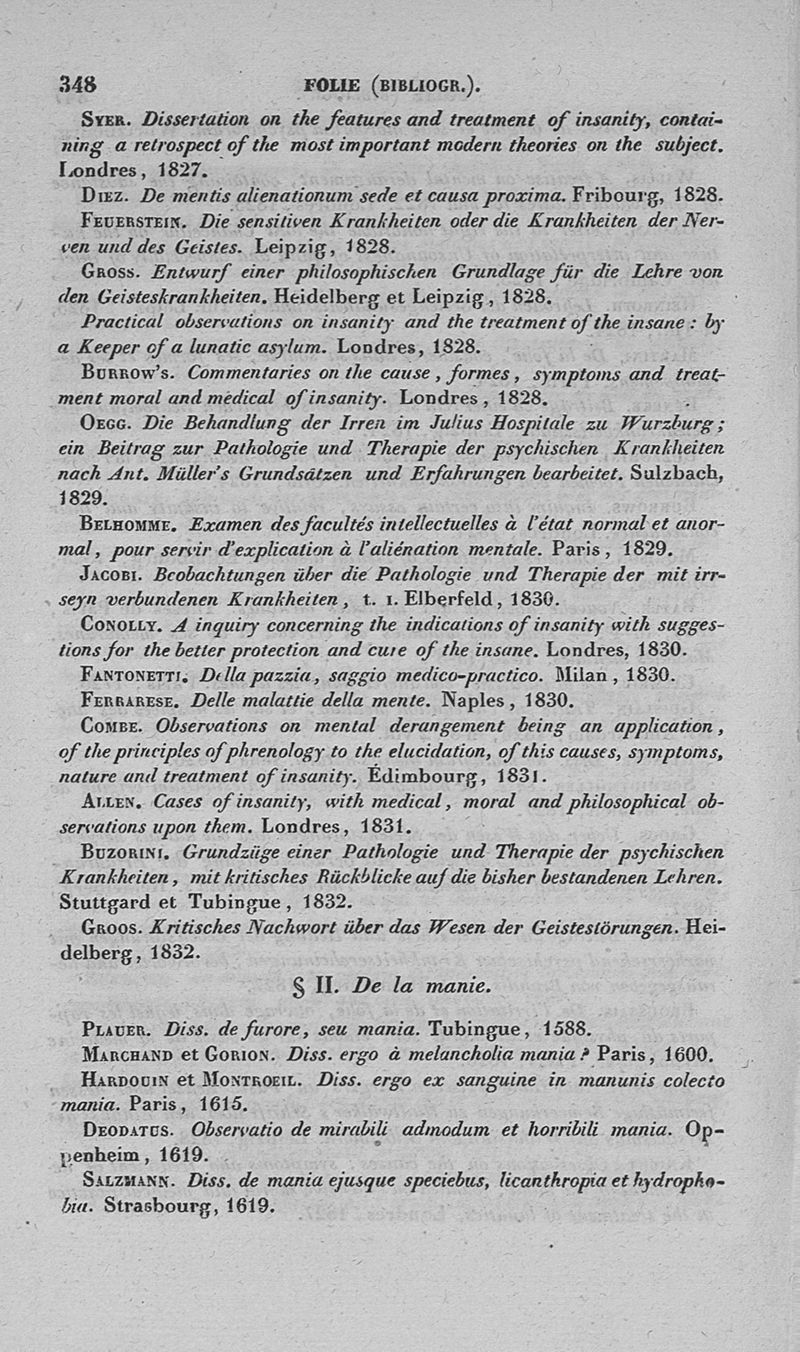 348 FOLIE (BIBLIOGR.).
SYER. Dissertation on the features and treatment of insanity, contai-
ning a retrospect of the most important modern theories on the subject.
Londres, 1827.
DIEZ. De mentis alienationum sede et causa proxima. Fribourg, 1828.
FEUERSTEIN. Die sensitiven Krankheiten oder die Krankheiten der Ner-
ven und des Geistes. Leipzig, 1828.
GROSS. Entwurf einer philosophischen Grundlage für die Lehre von
den Geisteskrankheiten. Heidelberg et Leipzig, 1828.
Practical observations on insanity and the treatment of the insane : by
a Keeper of a lunatic asylum. Londres, 1828.
BURROW'S. Commentaries on the cause, formes, symptoms and treat-
ment moral and médical of insanity. Londres, 1828.
OEGG. Die Behandlung der Irren im Julius Hospitale zu Wurzburg;
ein Beitrag zur Pathologie und Therapie der psychischen Krankheiten
nach Ant. Müller's Grundsätzen und Erfahrungen bearbeitet. Sulzbach,
1829.
BELHOMME. Examen des facultés intellectuelles à l'état normal et anor-
mal, pour servir d'explication à l'aliénation mentale. Paris, 1829.
JACOBI. Beobachtungen über die Pathologie und Therapie der mit irr-
seyn verbundenen Krankheiten, t. I. Elberfeld, 1830.
CONOLLY. A inquiry concerning the indications of insanity with sugges-
tions for the better protection and cure of the insane. Londres, 1830.
FANTONETTI. Della pazzia, saggio medico-practico. Milan, 1830.
FERRARESE. Delle malattie della mente. Naples, 1830.
COMBE. Observations on mental derangement being an application,
of the principles of phrenology to the elucidation, of this causes, symptoms,
nature and treatment of insanity. Édimbourg, 1831.
ALLEN. Cases of insanity, with medical, moral and philosophical ob-
servations upon them. Londres, 1831.
BUZORINI. Grundzüge einer Pathologie und Therapie der psychischen
Krankheiten, mit kritisches Rückblicke auf die bisher bestandenen Lehren.
Stuttgard et Tubingue, 1832.
GROOS. Kritisches Nachwort über das Wesen der Geistestörungen. Hei-
delberg, 1832.
§ II. De la manie.
PLAUER. Diss. de furore, seu mania. Tubingue, 1588.
MARCHAND et GORION. Diss. ergo à melancholia mania? Paris, 1600.
HARDOUIN et MONTROEIL. Diss. ergo ex sanguine in manunis colecto
mania. Paris, 1615.
DEODATUS. Observatio de mirabili admodum et horribili mania. Op-
penheim, 1619.
SALZMANN. Diss. de mania ejusque speciebus, licanthropia et hydropho-
bia. Strasbourg, 1619.